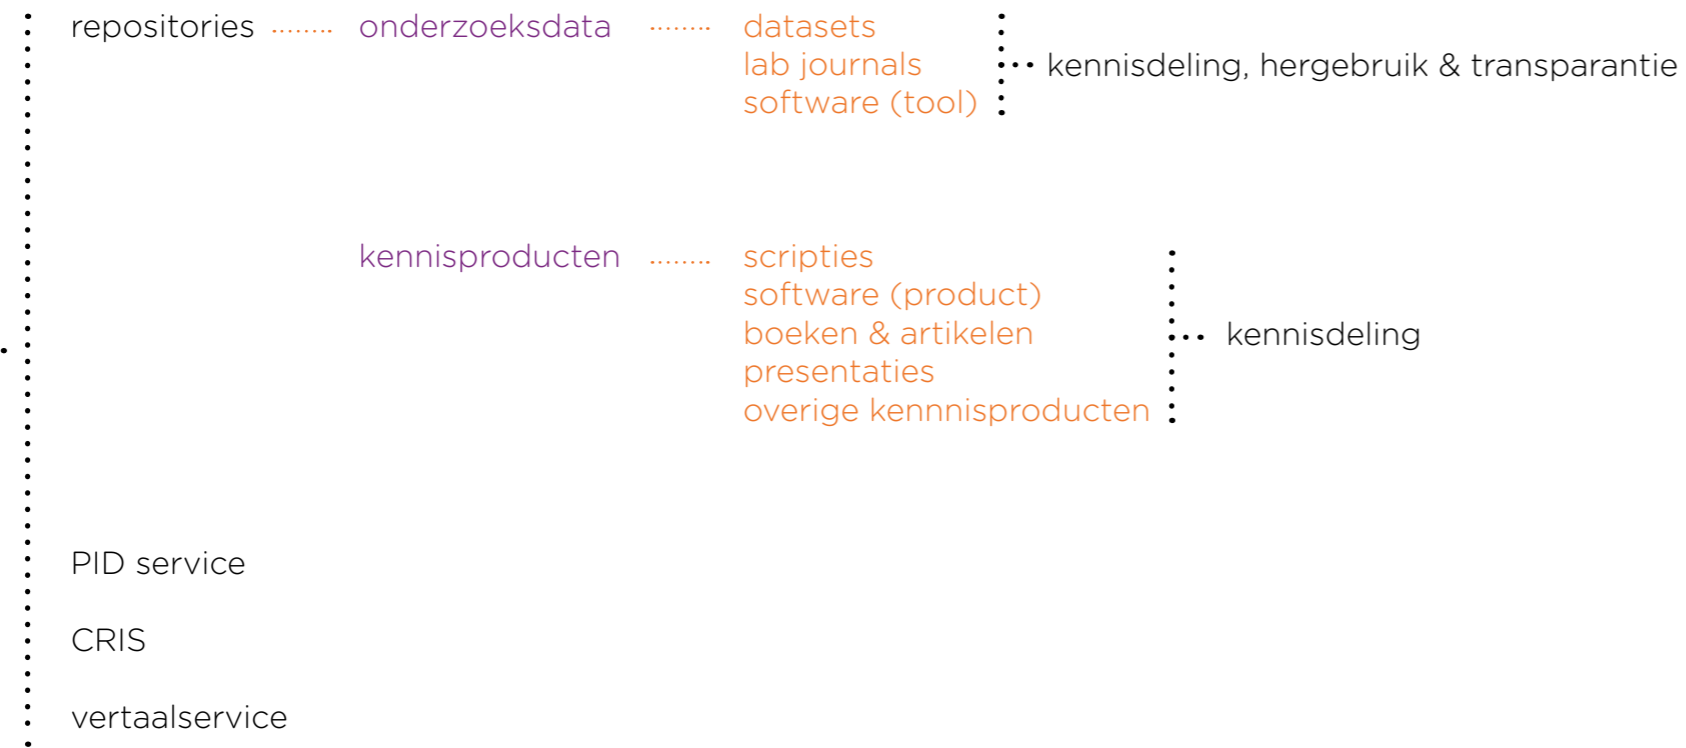 repositories ........ onderzoeksdata ........ datasets
lab journals
software (tool)
kennisdeling, hergebruik & transparantie
kennisproducten ........ scripties
software (product)
boeken & artikelen
presentaties
overige kennnisproducten
kennisdeling
PID service
CRIS
vertaalservice